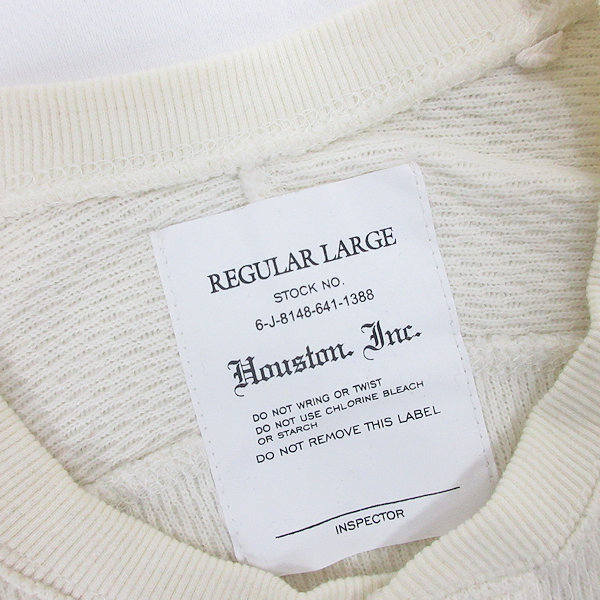 REGULAR LARGE
STOCK NO.
6-J-8148-641-1388
Houston. Inc.
DO NOT WRING OR TWIST
DO NOT USE CHLORINE BLEACH
OR STARCH
DO NOT REMOVE THIS LABEL
INSPECTOR